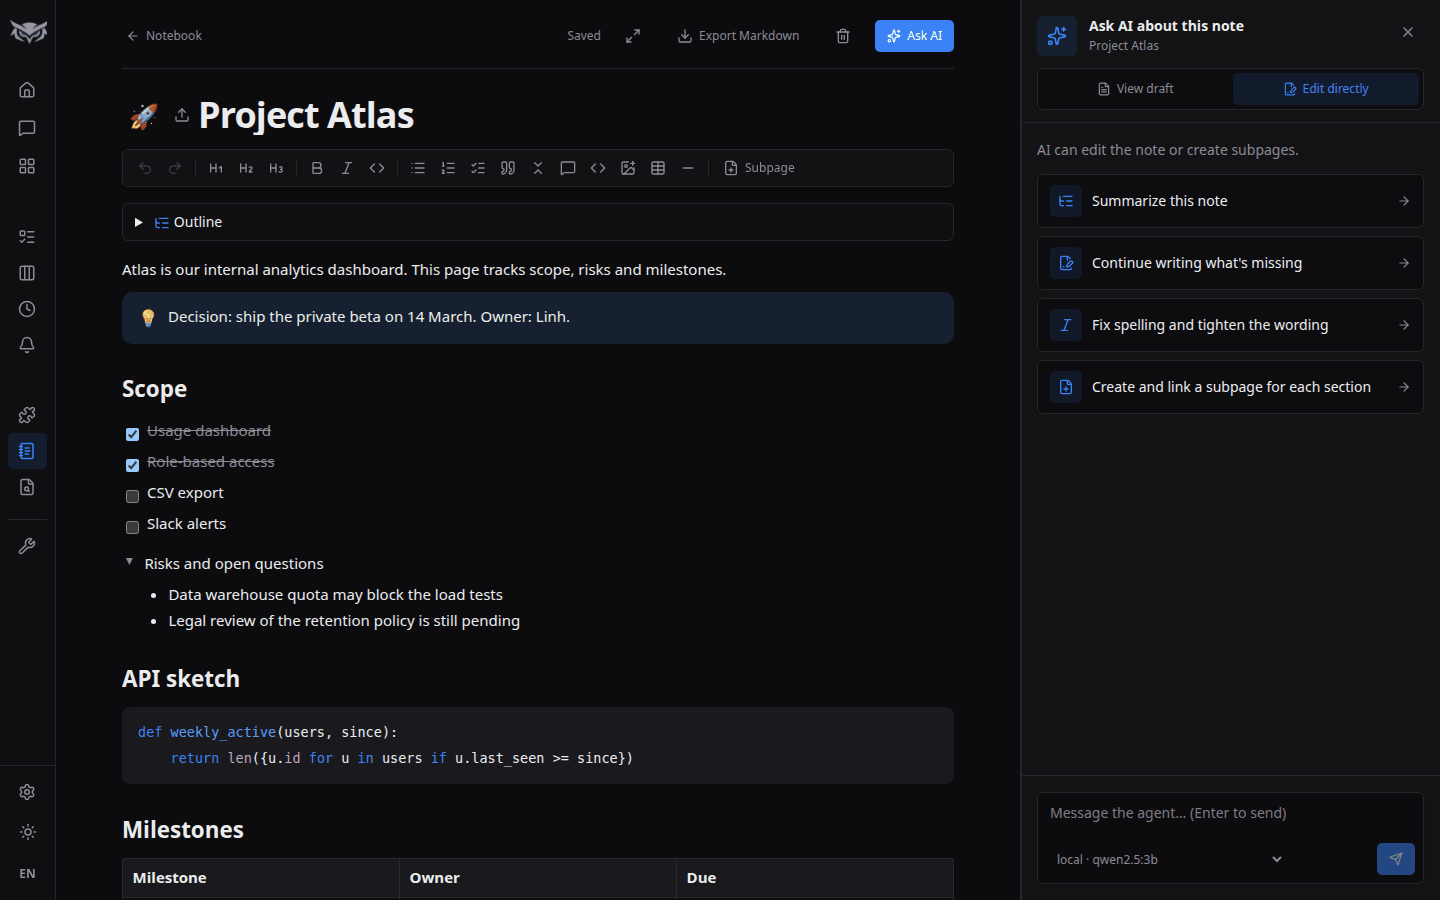 Notebook
Saved
Export Markdown
Ask AI
Project Atlas
H1 H2 H3
Subpage
Outline
Atlas is our internal analytics dashboard. This page tracks scope, risks and milestones.
Decision: ship the private beta on 14 March. Owner: Linh.
Scope
Usage dashboard
Role-based access
CSV export
Slack alerts
Risks and open questions
Data warehouse quota may block the load tests
Legal review of the retention policy is still pending
API sketch
def weekly_active(users, since):
    return len({u.id for u in users if u.last_seen >= since})
Milestones
Milestone Owner Due
EN
Ask AI about this note
Project Atlas
View draft
Edit directly
AI can edit the note or create subpages.
Summarize this note
Continue writing what's missing
Fix spelling and tighten the wording
Create and link a subpage for each section
Message the agent... (Enter to send)
local · qwen2.5:3b